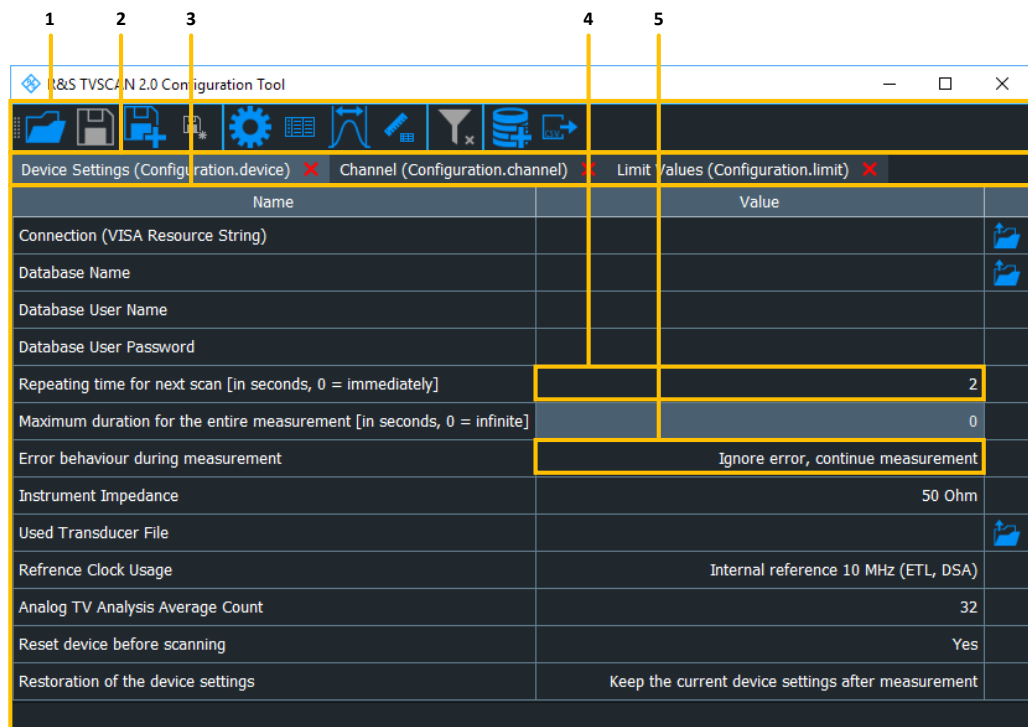 1 2 3 4 5
R&S TVSCAN 2.0 Configuration Tool
CSV
Device Settings (Configuration.device) Channel (Configuration.channel) Limit Values (Configuration.limit)
Name Value
Connection (VISA Resource String)
Database Name
Database User Name
Database User Password
Repeating time for next scan [in seconds, 0 = immediately] 2
Maximum duration for the entire measurement [in seconds, 0 = infinite] 0
Error behaviour during measurement Ignore error, continue measurement
Instrument Impedance 50 Ohm
Used Transducer File
Refrence Clock Usage Internal reference 10 MHz (ETL, DSA)
Analog TV Analysis Average Count 32
Reset device before scanning Yes
Restoration of the device settings Keep the current device settings after measurement